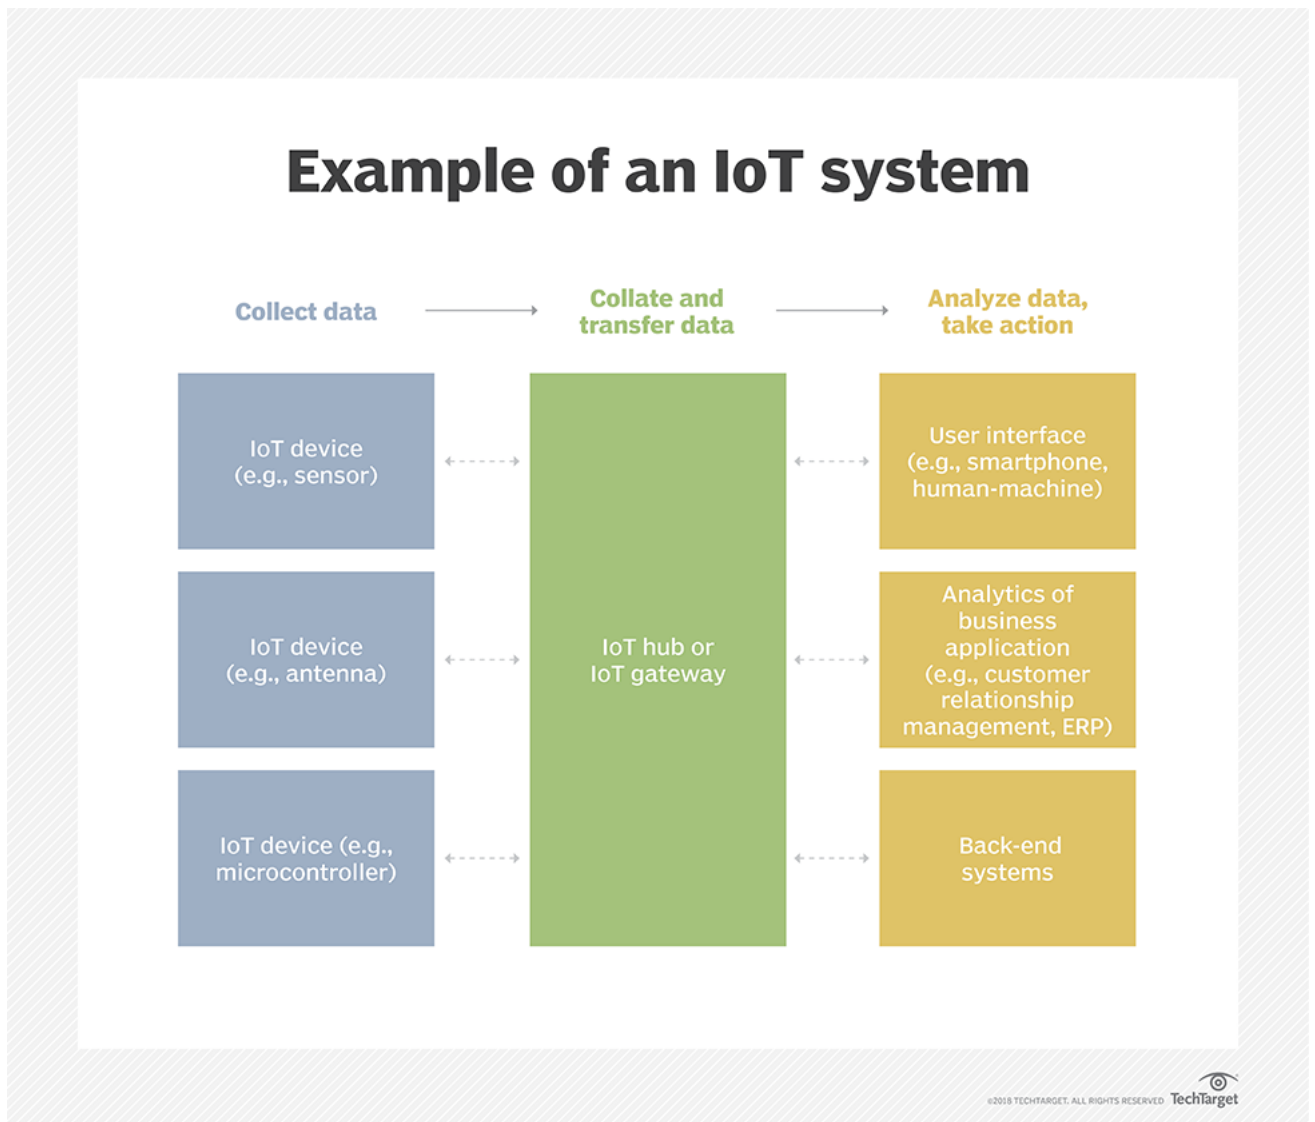 Example of an IoT system
Collect data
Collate and
transfer data
Analyze data,
take action
IoT device
(e.g., sensor)
IoT device
(e.g., antenna)
IoT device (e.g.,
microcontroller)
IoT hub or
IoT gateway
User interface
(e.g., smartphone,
human-machine)
Analytics of
business
application
(e.g., customer
relationship
management, ERP)
Back-end
systems
©2018 TECHTARGET. ALL RIGHTS RESERVED
TechTarget